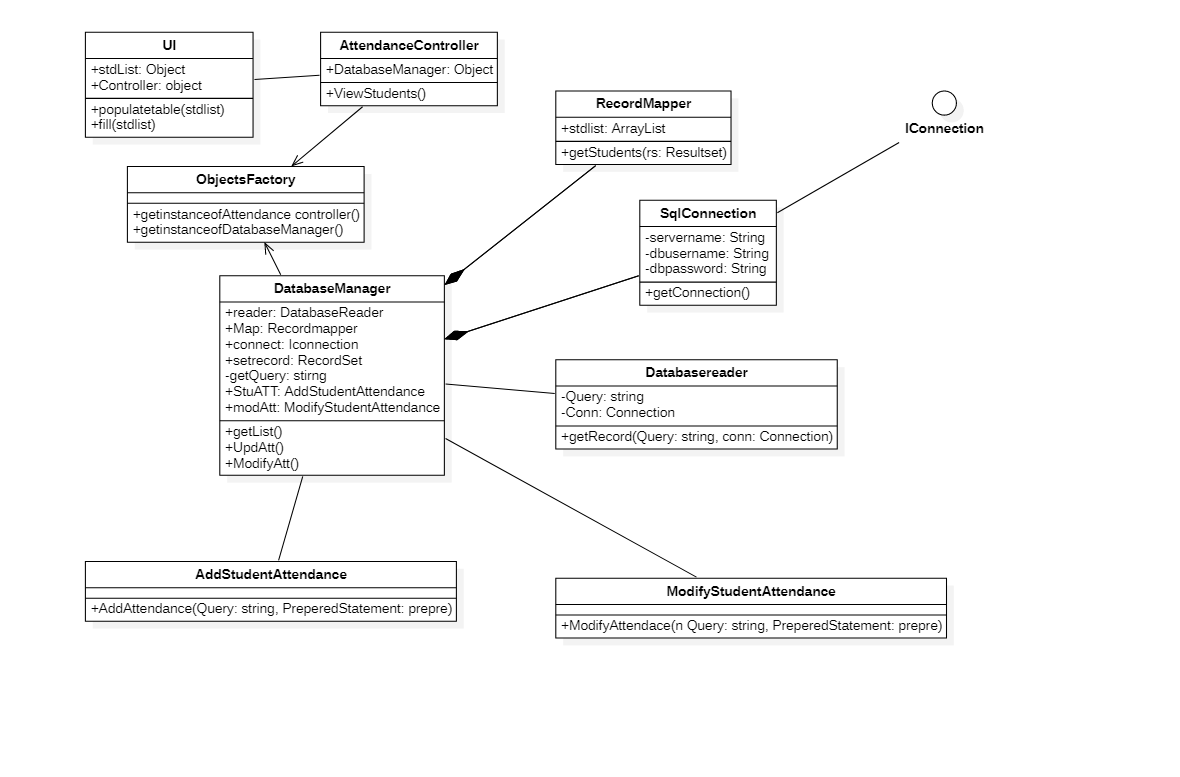 UI
+stdList: Object
+Controller: object
+populatetable(stdlist)
+fill(stdlist)
AttendanceController
+DatabaseManager: Object
+ViewStudents()
RecordMapper
+stdlist: ArrayList
+getStudents(rs: Resultset)
IConnection
ObjectsFactory
+getinstanceofAttendance controller()
+getinstanceofDatabaseManager()
SqlConnection
-servername: String
-dbusername: String
-dbpassword: String
+getConnection()
DatabaseManager
+reader: DatabaseReader
+Map: Recordmapper
+connect: Iconnection
+setrecord: RecordSet
-getQuery: stirng
+StuATT: AddStudentAttendance
+modAtt: ModifyStudentAttendance
+getList()
+UpdAtt()
+ModifyAtt()
Databasereader
-Query: string
-Conn: Connection
+getRecord(Query: string, conn: Connection)
AddStudentAttendance
+AddAttendance(Query: string, PreperedStatement: prepre)
ModifyStudentAttendance
+ModifyAttendace(n Query: string, PreperedStatement: prepre)